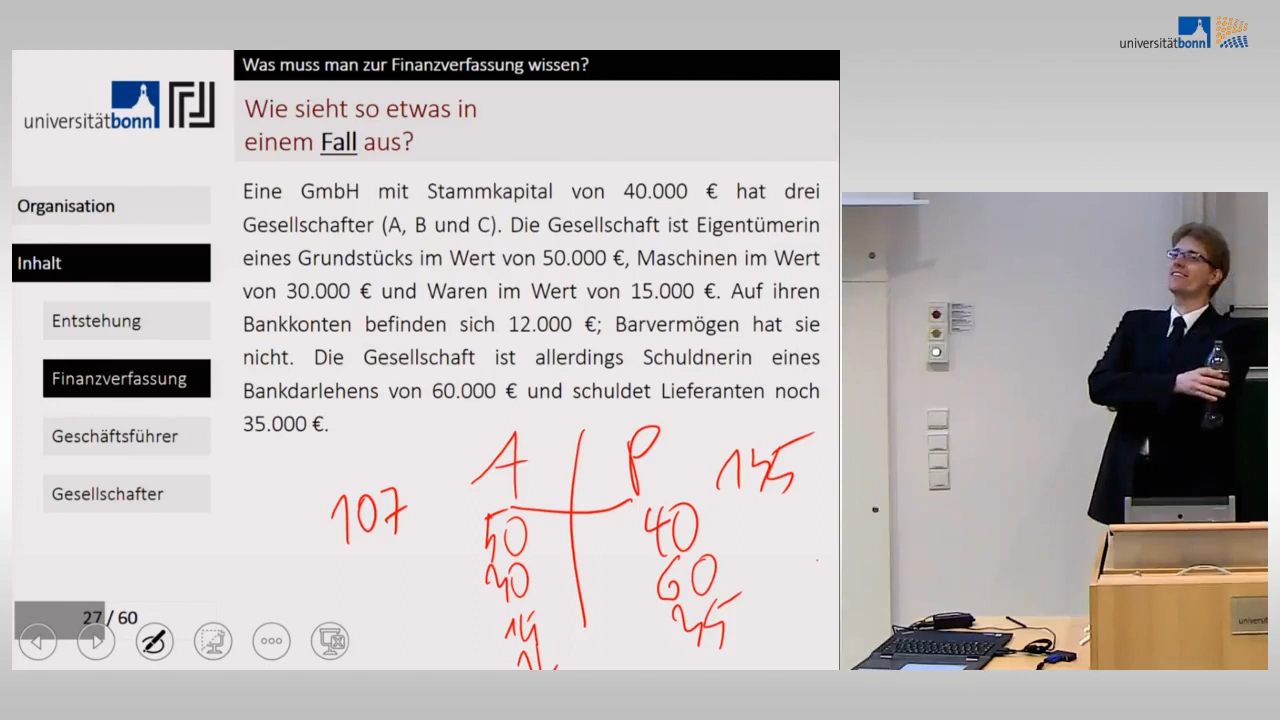 universitätbonn
Was muss man zur Finanzverfassung wissen?
universitätbonn
Wie sieht so etwas in
einem Fall aus?
Organisation
Inhalt
Entstehung
Finanzverfassung
Geschäftsführer
Gesellschafter
27 / 60
Eine GmbH mit Stammkapital von 40.000 € hat drei
Gesellschafter (A, B und C). Die Gesellschaft ist Eigentümerin
eines Grundstücks im Wert von 50.000 €, Maschinen im Wert
von 30.000 € und Waren im Wert von 15.000 €. Auf ihren
Bankkonten befinden sich 12.000 €; Barvermögen hat sie
nicht. Die Gesellschaft ist allerdings Schuldnerin eines
Bankdarlehens von 60.000 € und schuldet Lieferanten noch
35.000 €.
A P 135
107 50 40
30 60
15 35